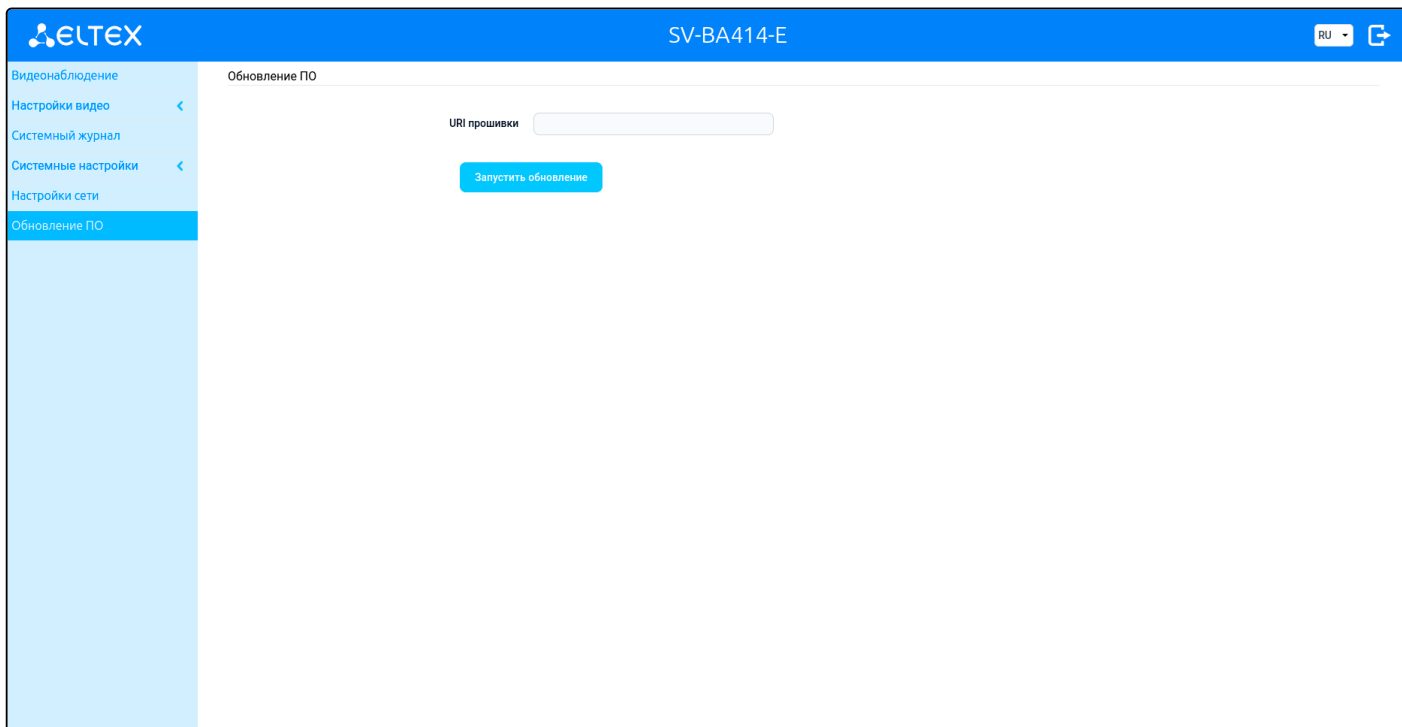 ELTEX
SV-BA414-E
RU
Видеонаблюдение
Настройки видео
Системный журнал
Системные настройки
Настройки сети
Обновление ПО
Обновление ПО
URI прошивки
Запустить обновление